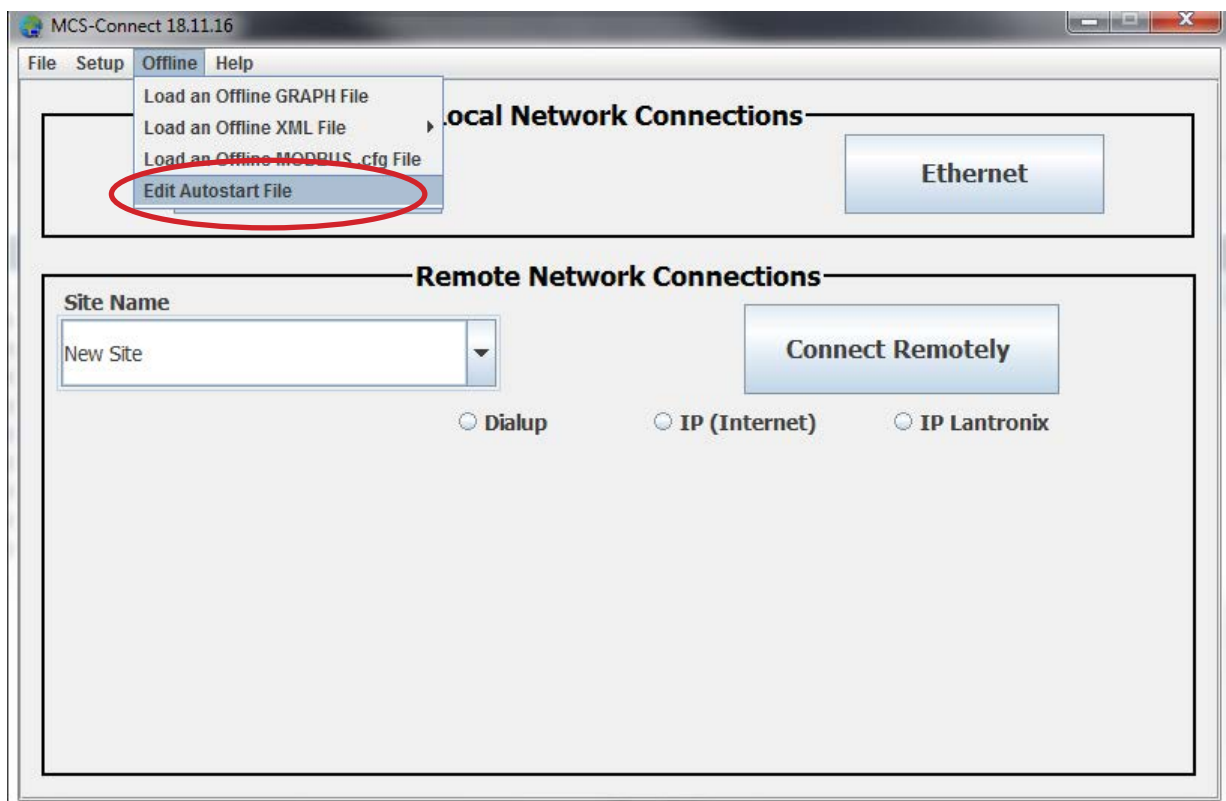 MCS-Connect 18.11.16
File Setup Offline Help
Load an Offline GRAPH File
Load an Offline XML File
Load an Offline MODBUS .cfg File
Edit Autostart File
ocal Network Connections
Ethernet
Remote Network Connections
Site Name
New Site
Connect Remotely
Dialup IP (Internet) IP Lantronix